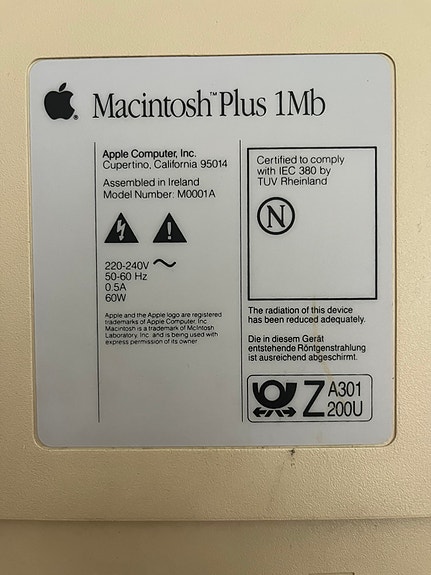 Macintosh™ Plus 1Mb
Apple Computer, Inc.
Cupertino, California 95014
Assembled in Ireland
Model Number: M0001A
220-240V ~
50-60 Hz
0.5A
60W
Apple and the Apple logo are registered
trademarks of Apple Computer, Inc.
Macintosh is a trademark of McIntosh
Laboratory, Inc. and is being used with
express permission of its owner
Certified to comply
with IEC 380 by
TUV Rheinland
N
The radiation of this device
has been reduced adequately.
Die in diesem Gerät
entstehende Röntgenstrahlung
ist ausreichend abgeschirmt.
Z A301
200U